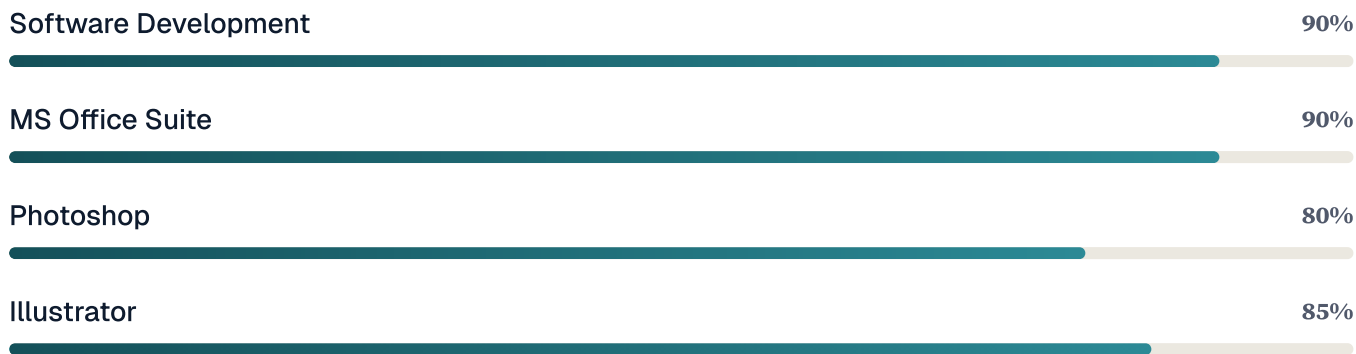 Software Development 90%
MS Office Suite 90%
Photoshop 80%
Illustrator 85%